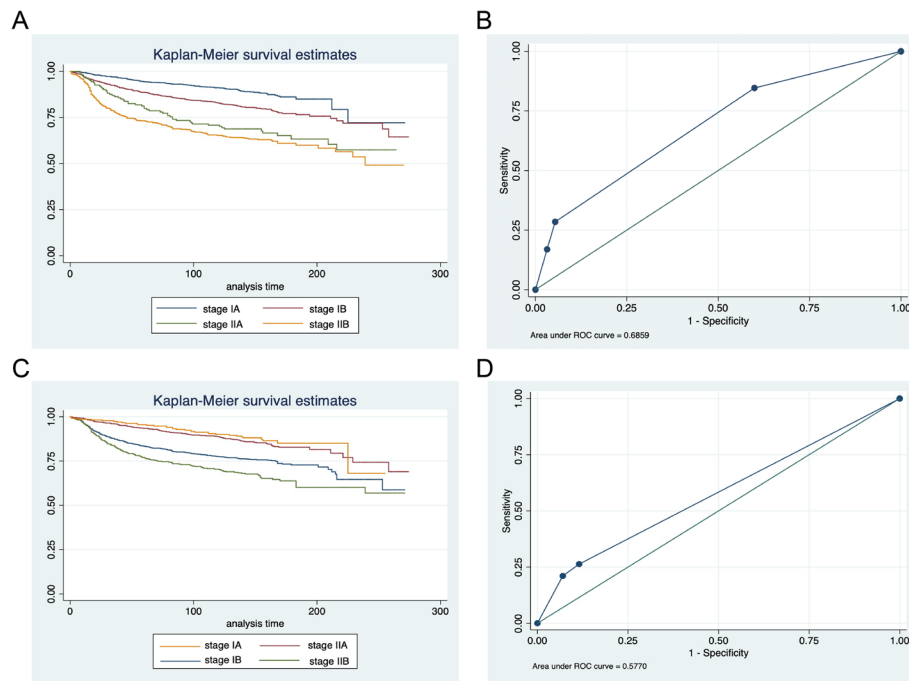 A
Kaplan-Meier survival estimates
1.00
0.75
0.50
0.25
0.00
0 100 200 300
analysis time
stage IA stage IB
stage IIA stage IIB
B
1.00
0.75
0.50
0.25
0.00
Sensitivity
0.00 0.25 0.50 0.75 1.00
1 - Specificity
Area under ROC curve = 0.6859
C
Kaplan-Meier survival estimates
1.00
0.75
0.50
0.25
0.00
0 100 200 300
analysis time
stage IA stage IIA
stage IB stage IIB
D
1.00
0.75
0.50
0.25
0.00
Sensitivity
0.00 0.25 0.50 0.75 1.00
1 - Specificity
Area under ROC curve = 0.5770